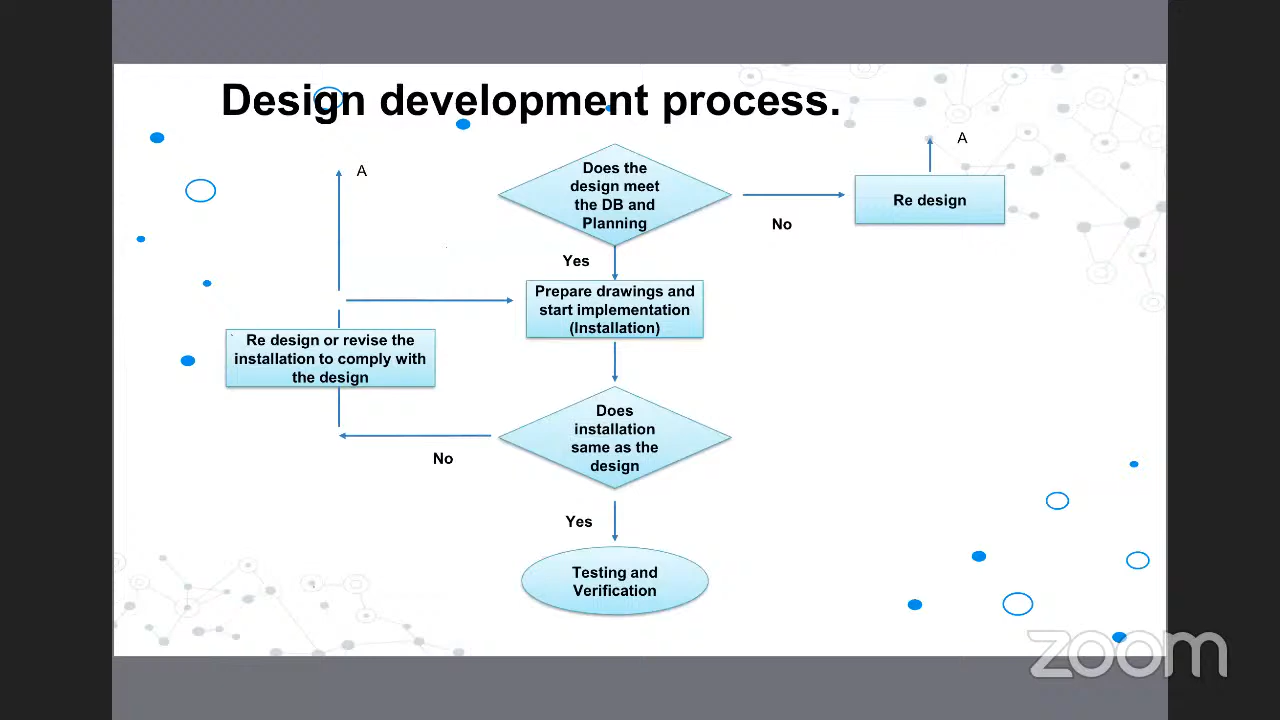 Design development process.
A
A
Does the
design meet
the DB and
Planning
Re design
No
Yes
Prepare drawings and
start implementation
(Installation)
Re design or revise the
installation to comply with
the design
Does
installation
same as the
design
No
Yes
Testing and
Verification
zoom